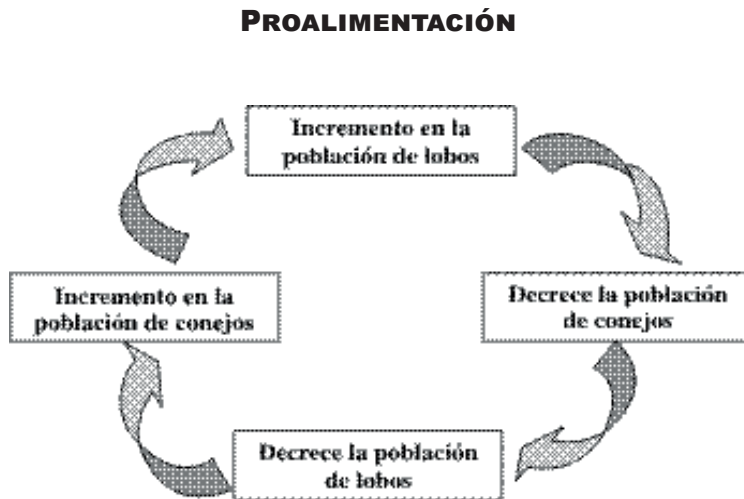 PROALIMENTACIÓN
Incremento en la
población de lobos
Incremento en la
población de conejos
Decrece la población
de conejos
Decrece la población
de lobos